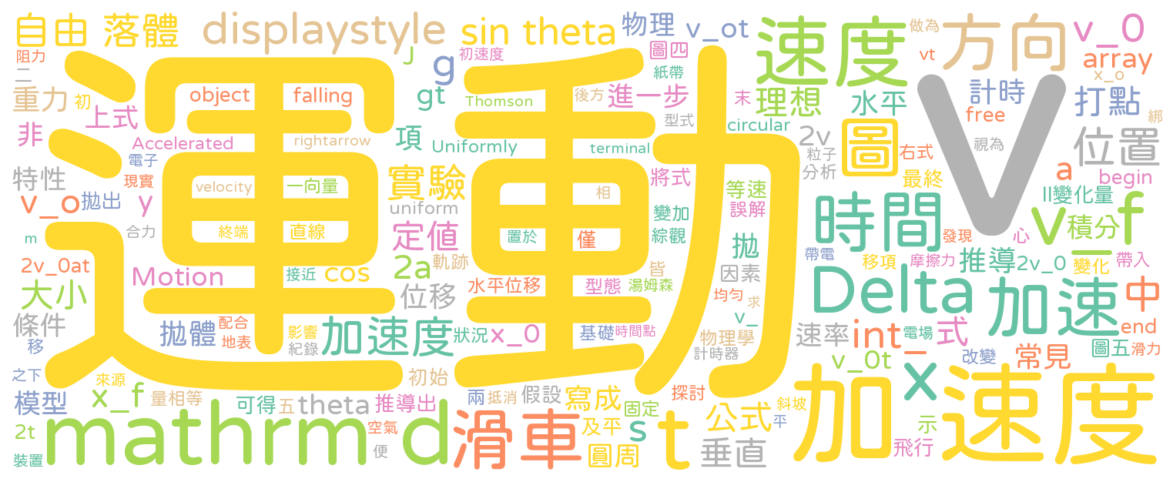 自由 落體 displaystyle sin theta 物理 v_ot 做為 方向 v_0
阻力 J 初速度 圖四 速度 vt array
二 g 紙帶 x_o
重力 初 object falling gt Thomson 後方 進一步 末 理想 水平 計時 打點 綁
非 上式 項 型式 circular free
Accelerated rightarrow Uniformly terminal 2v 圖 右式 視為 位置
電子 粒子
特性 現實 velocity 一向量 實驗 相 將式 等速 分析 最終 a begin
v_o 拋出 y uniform 變加 誤解 ll變化量
運動 V
m 合力 終端 直線 定值 置於 僅 綜觀 拋 時間 發現 心 v_f 積分
2v_0at Motion 接近 cos 2a 軌跡 皆 因素 帶電 移項 摩擦力 推導 2v_0 變化 帶入
大小 位移 水平位移 型態 湯姆森 均勻 求 Delta 加速 中
條件 拋體 配合 地表 影響 紀錄 加速度 狀況 x_0 基礎 時間點 v_ 物理學 速率 int_ 電場 式 end
移 計時器 改變 圖五 滑力
之下 來源 初始 探討 v_0t x 常見
模型 x_f 量相等 可得 五 theta 推導出 兩 抵消 假設 寫成 固定 公式 斜坡 加速度
2t mathrm d 空氣 滑車 及平 s t 平 示
裝置 便 圓周 垂直 飛行